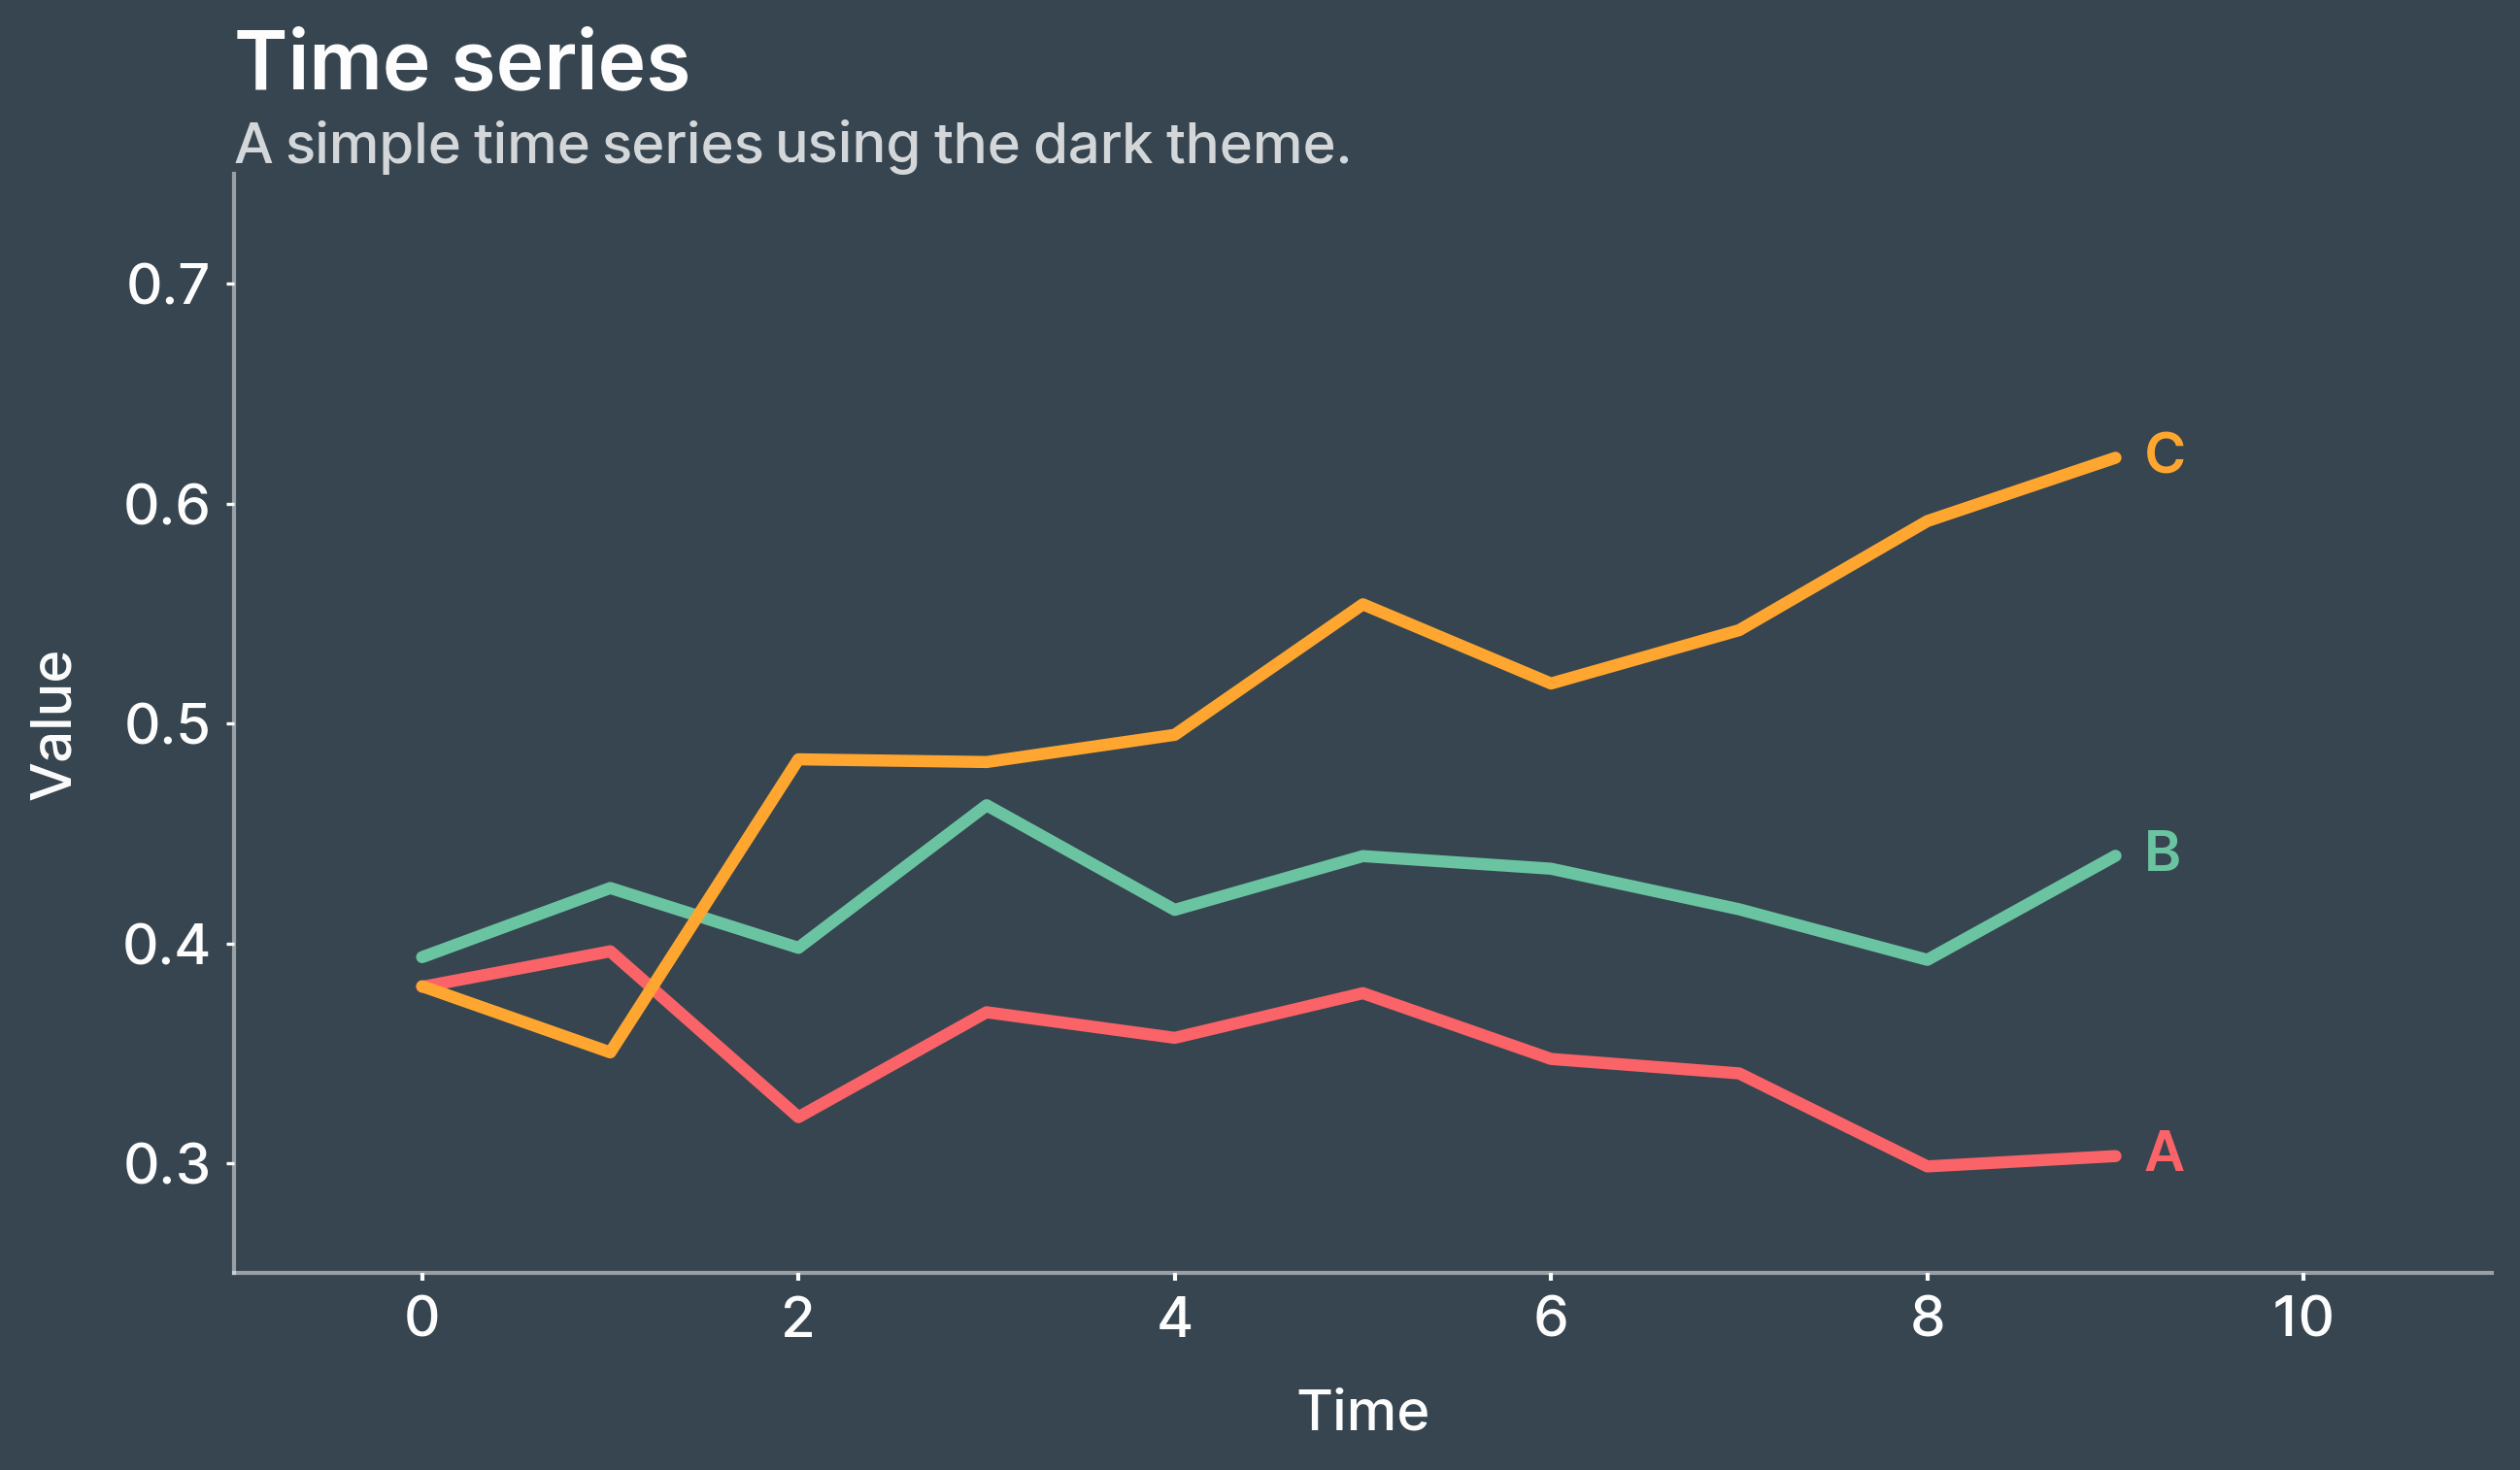 Time series
A simple time series using the dark theme.
0.7
0.6
0.5
0.4
0.3
Value
C
B
A
0 2 4 6 8 10
Time